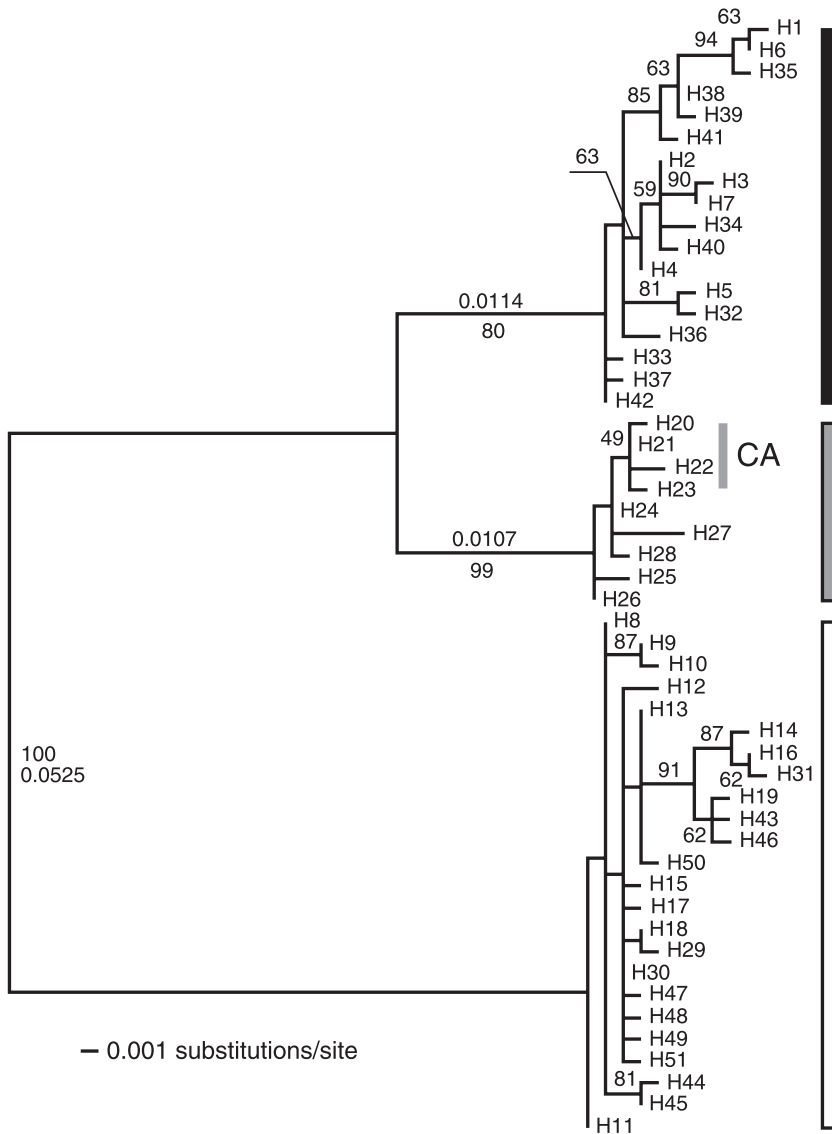 63
H1
94
H6
H35
63
H38
85
H39
H41
H2
63
90
H3
59
H7
H34
H40
H4
81
H5
0.0114
H32
80
H36
H33
H37
H42
H20
49
H21
CA
H22
H23
H24
H27
0.0107
H28
99
H25
H26
H8
87
H9
H10
H12
H13
87
H14
H16
91
62
H31
H19
H43
62
H46
100
0.0525
H50
H15
H17
H18
H29
H30
H47
H48
H49
0.001 substitutions/site
H51
81
H44
H45
H11